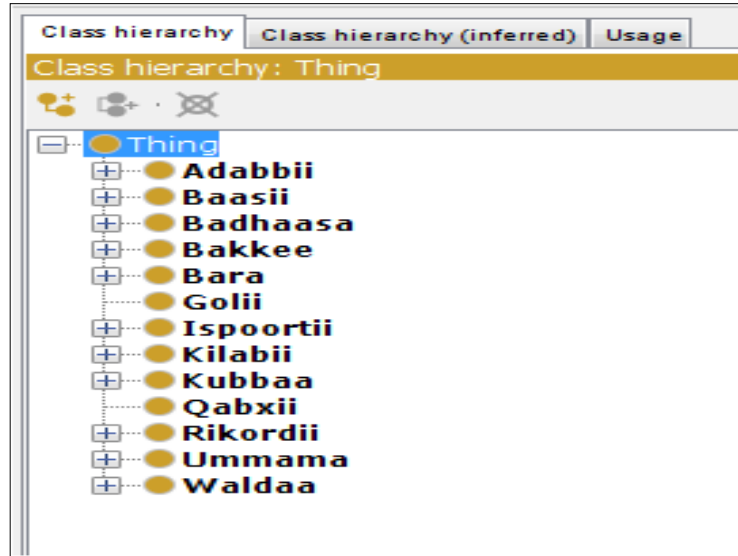 Class hierarchy Class hierarchy (inferred) Usage
Class hierarchy: Thing
Thing
Adabbii
Baasii
Badhaasa
Bakkee
Bara
Golii
Ispoortii
Kilabii
Kubbaa
Qabxii
Rikordii
Ummama
Waldaa